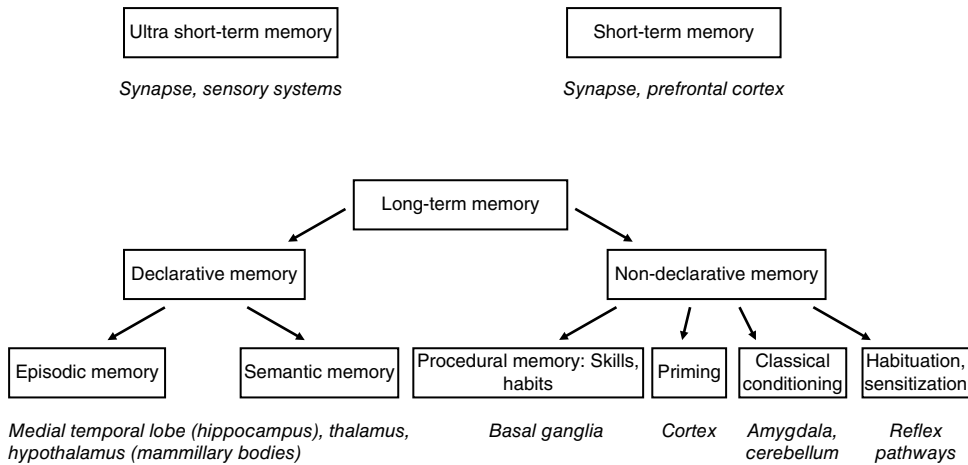 Ultra short-term memory
Short-term memory
Synapse, sensory systems
Synapse, prefrontal cortex
Long-term memory
Declarative memory
Non-declarative memory
Episodic memory
Semantic memory
Procedural memory: Skills,
habits
Priming
Classical
conditioning
Habituation,
sensitization
Medial temporal lobe (hippocampus), thalamus,
hypothalamus (mammillary bodies)
Basal ganglia
Cortex
Amygdala,
cerebellum
Reflex
pathways